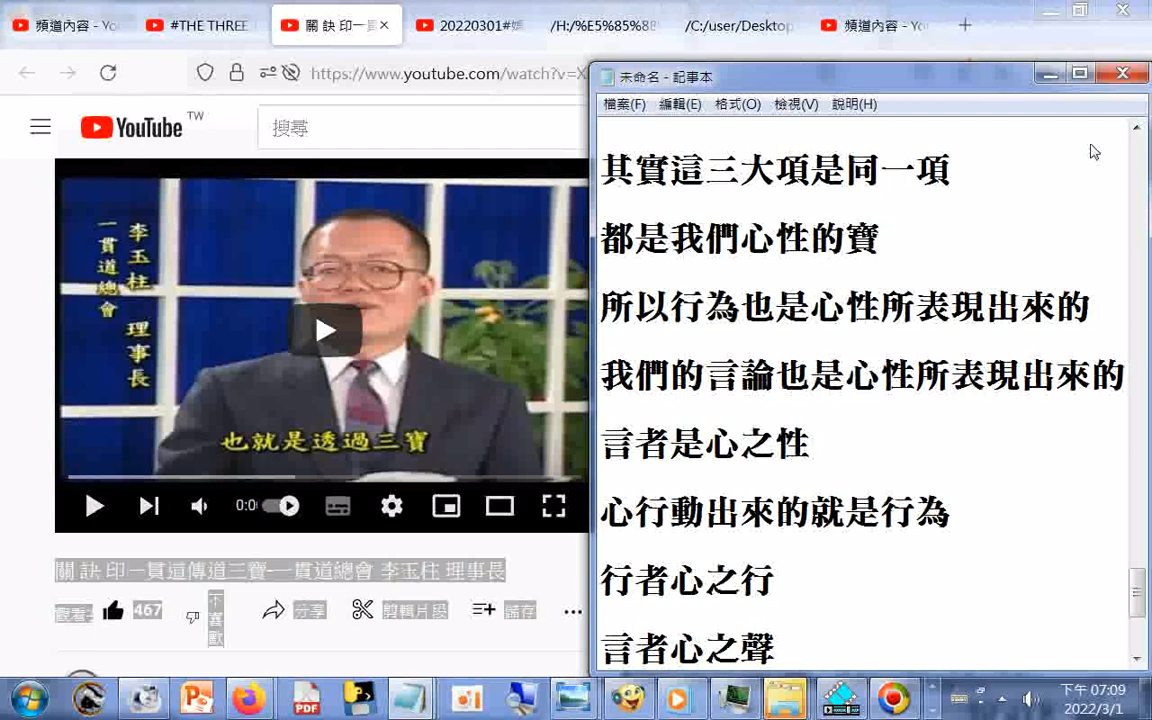 頻道內容 - Yo
#THE THREE
關 訣 印一貫
20220301#嫣
/H:/%E5%85%8B
/C:/user/Desktop
頻道內容 - Yo
https://www.youtube.com/watch?v=X
YouTube TW
搜尋
李玉柱 理事長
一貫道總會
也就是透過三寶
0:0
關 訣 印一貫道傳道三寶-一貫道總會 李玉柱 理事長
467
不喜歡
分享
剪輯片段
儲存
未命名 - 記事本
檔案(F) 編輯(E) 格式(O) 檢視(V) 說明(H)
其實這三大項是同一項
都是我們心性的寶
所以行為也是心性所表現出來的
我們的言論也是心性所表現出來的
言者是心之性
心行動出來的就是行為
行者心之行
言者心之聲
PDF
下午 07:09
2022/3/1